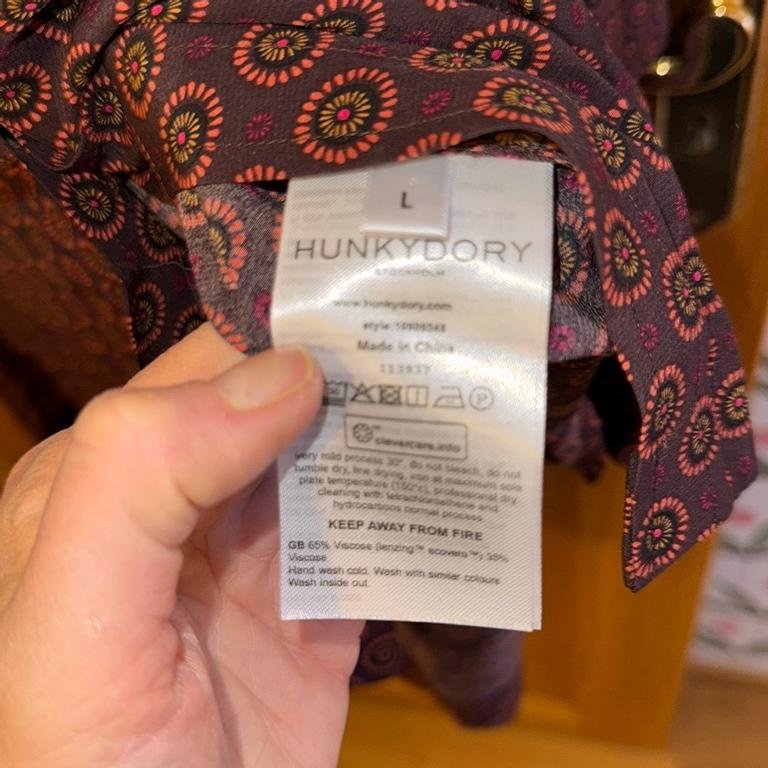 L
HUNKYDORY
STOCKHOLM
www.hunkydory.com
Made in China
P
clevercare.info
very mild process 30°, do not bleach, do not
tumble dry, line drying, iron at maximum sole
plate temperature (150°c), professional dry
cleaning with tetrachloroethene and
hydrocarbons normal process
KEEP AWAY FROM FIRE
GB 65% Viscose (lenzing™ ecovero™) 35%
Viscose
Hand wash cold. Wash with similar colours
Wash inside out.